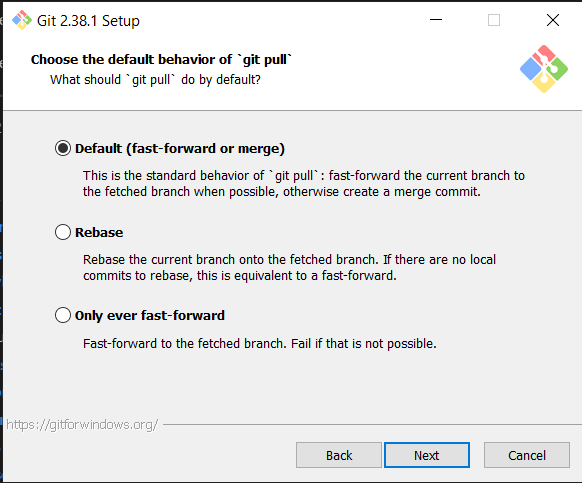 Git 2.38.1 Setup
Choose the default behavior of `git pull`
What should `git pull` do by default?
Default (fast-forward or merge)
This is the standard behavior of `git pull`: fast-forward the current branch to
the fetched branch when possible, otherwise create a merge commit.
Rebase
Rebase the current branch onto the fetched branch. If there are no local
commits to rebase, this is equivalent to a fast-forward.
Only ever fast-forward
Fast-forward to the fetched branch. Fail if that is not possible.
https://gitforwindows.org/
Back
Next
Cancel